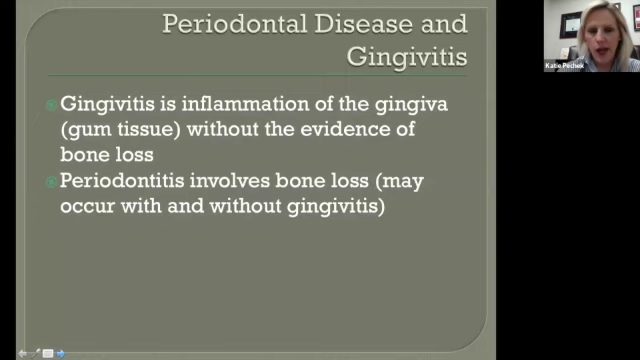 Periodontal Disease and
Gingivitis
Gingivitis is inflammation of the gingiva
(gum tissue) without the evidence of
bone loss
Periodontitis involves bone loss (may
occur with and without gingivitis)
Katie Pechek